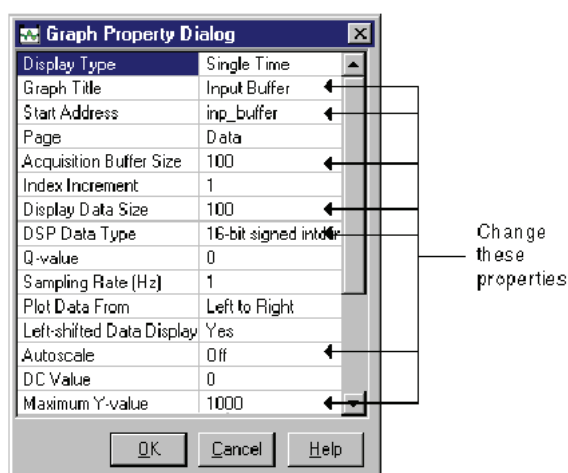 Graph Property Dialog
Display Type Single Time
Graph Title Input Buffer
Start Address inp_buffer
Page Data
Acquisition Buffer Size 100
Index Increment 1
Display Data Size 100
DSP Data Type 16-bit signed
Q-value 0
Sampling Rate (Hz) 1
Plot Data From Left to Right
Left-shifted Data Display Yes
Autoscale Off
DC Value 0
Maximum Y-value 1000
OK Cancel Help
Change
these
properties